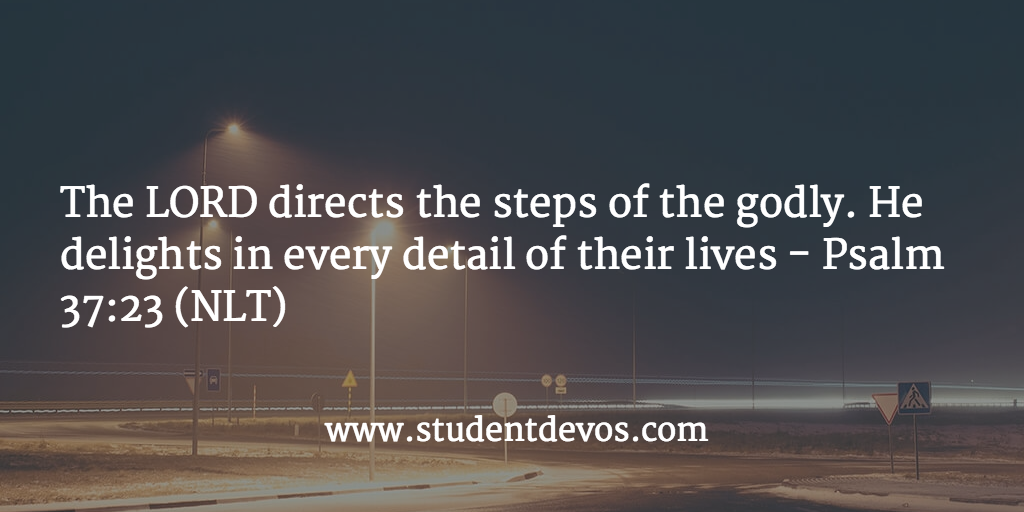 The LORD directs the steps of the godly. He
delights in every detail of their lives - Psalm
37:23 (NLT)
www.studentdevos.com